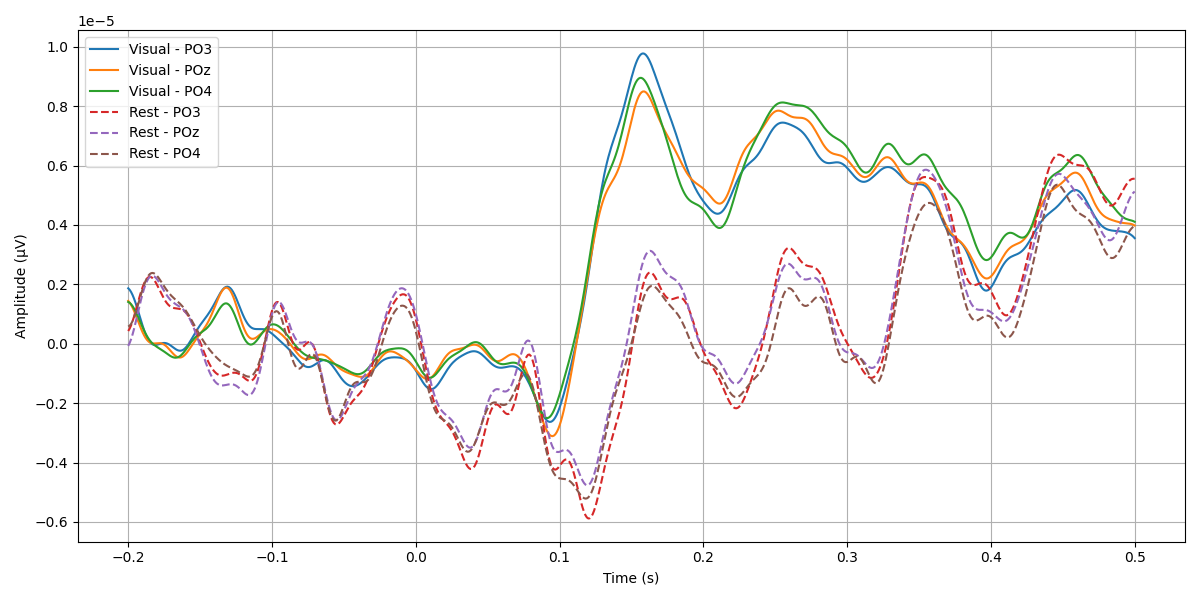 1e−5
1.0
0.8
0.6
0.4
0.2
0.0
−0.2
−0.4
−0.6
Amplitude (µV)
Visual - PO3
Visual - POz
Visual - PO4
Rest - PO3
Rest - POz
Rest - PO4
−0.2
−0.1
0.0
0.1
0.2
0.3
0.4
0.5
Time (s)